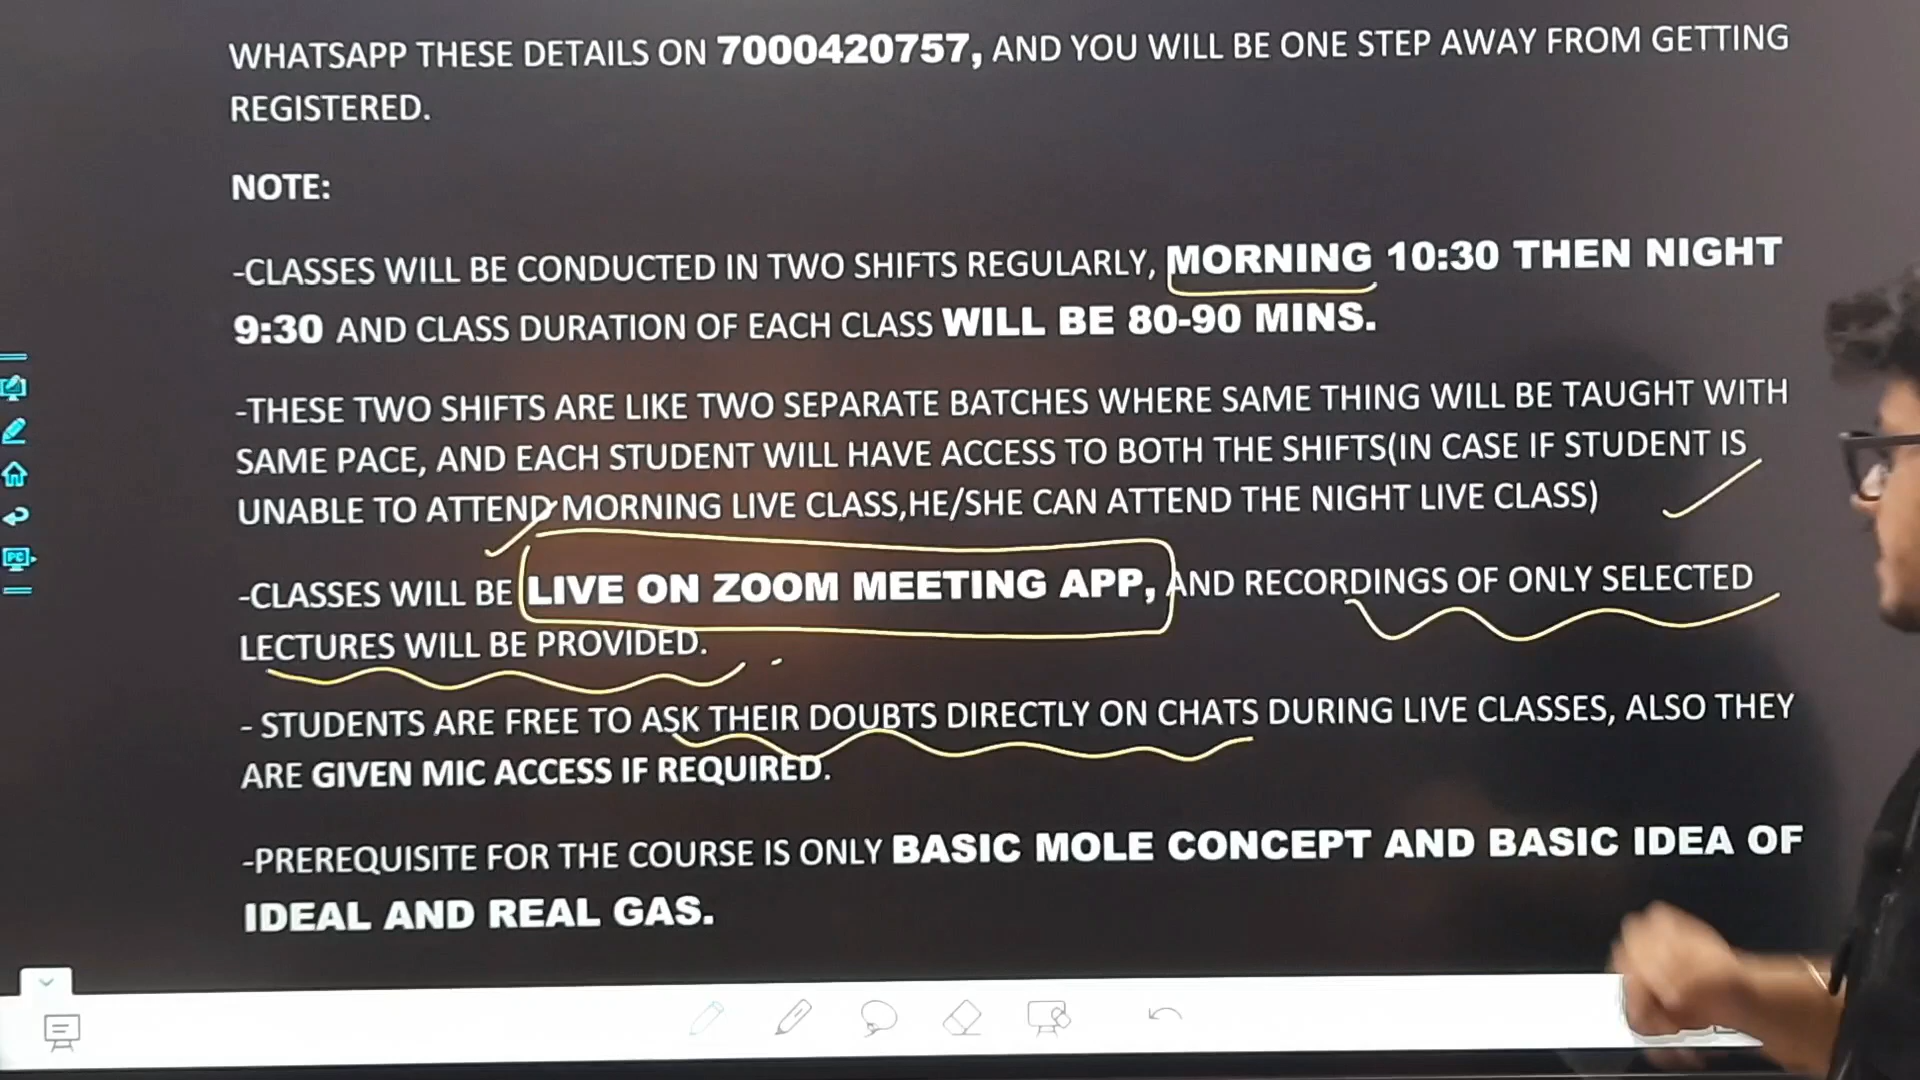 WHATSAPP THESE DETAILS ON 7000420757, AND YOU WILL BE ONE STEP AWAY FROM GETTING
REGISTERED.
NOTE:
-CLASSES WILL BE CONDUCTED IN TWO SHIFTS REGULARLY, MORNING 10:30 THEN NIGHT
9:30 AND CLASS DURATION OF EACH CLASS WILL BE 80-90 MINS.
-THESE TWO SHIFTS ARE LIKE TWO SEPARATE BATCHES WHERE SAME THING WILL BE TAUGHT WITH
SAME PACE, AND EACH STUDENT WILL HAVE ACCESS TO BOTH THE SHIFTS(IN CASE IF STUDENT IS
UNABLE TO ATTEND MORNING LIVE CLASS,HE/SHE CAN ATTEND THE NIGHT LIVE CLASS)
-CLASSES WILL BE LIVE ON ZOOM MEETING APP, AND RECORDINGS OF ONLY SELECTED
LECTURES WILL BE PROVIDED.
- STUDENTS ARE FREE TO ASK THEIR DOUBTS DIRECTLY ON CHATS DURING LIVE CLASSES, ALSO THEY
ARE GIVEN MIC ACCESS IF REQUIRED.
-PREREQUISITE FOR THE COURSE IS ONLY BASIC MOLE CONCEPT AND BASIC IDEA OF
IDEAL AND REAL GAS.
PC